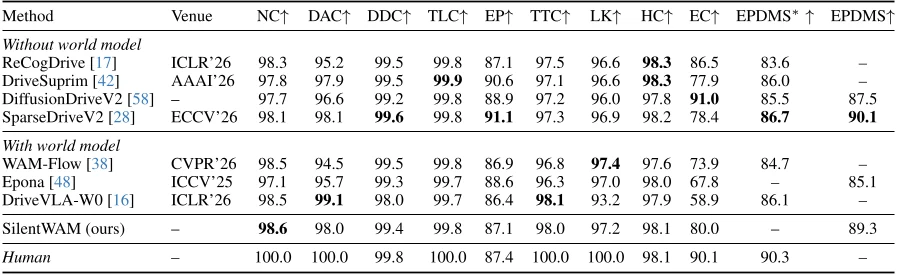 Method Venue NC↑ DAC↑ DDC↑ TLC↑ EP↑ TTC↑ LK↑ HC↑ EC↑ EPDMS* ↑ EPDMS↑
Without world model
ReCogDrive [17] ICLR'26 98.3 95.2 99.5 99.8 87.1 97.5 96.6 98.3 86.5 83.6 –
DriveSuprim [42] AAAI'26 97.8 97.9 99.5 99.9 90.6 97.1 96.6 98.3 77.9 86.0 –
DiffusionDriveV2 [58] – 97.7 96.6 99.2 99.8 88.9 97.2 96.0 97.8 91.0 85.5 87.5
SparseDriveV2 [28] ECCV'26 98.1 98.1 99.6 99.8 91.1 97.3 96.9 98.2 78.4 86.7 90.1
With world model
WAM-Flow [38] CVPR'26 98.5 94.5 99.5 99.8 86.9 96.8 97.4 97.6 73.9 84.7 –
Epona [48] ICCV'25 97.1 95.7 99.3 99.7 88.6 96.3 97.0 98.0 67.8 – 85.1
DriveVLA-W0 [16] ICLR'26 98.5 99.1 98.0 99.7 86.4 98.1 93.2 97.9 58.9 86.1 –
SilentWAM (ours) – 98.6 98.0 99.4 99.8 87.1 98.0 97.2 98.1 80.0 – 89.3
Human – 100.0 100.0 99.8 100.0 87.4 100.0 100.0 98.1 90.1 90.3 –